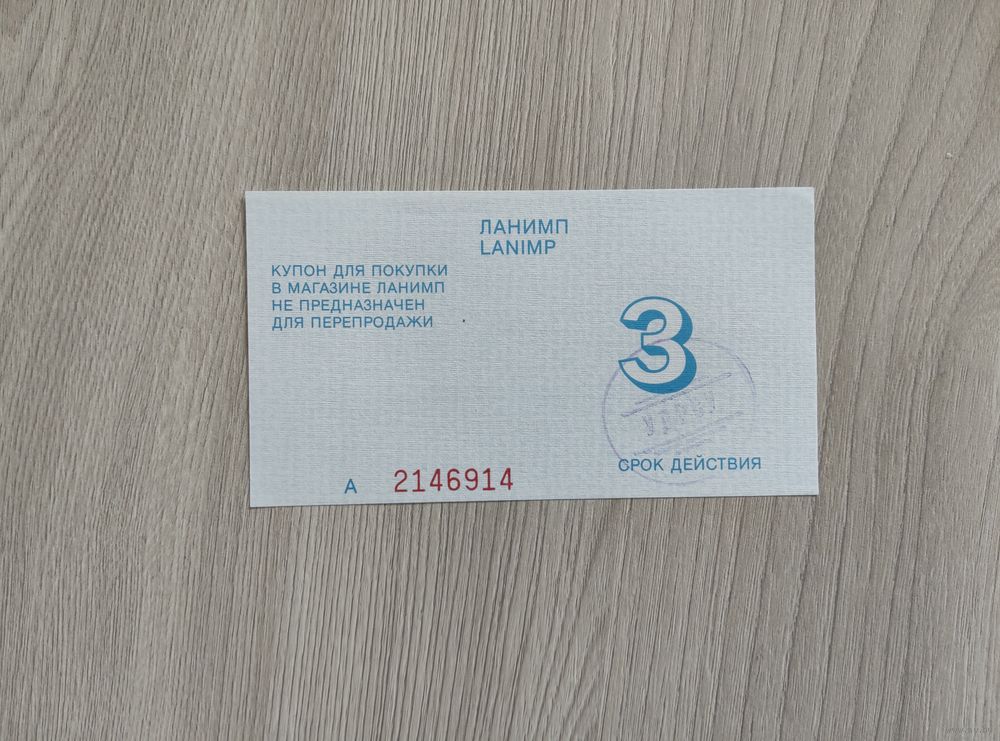 ЛАНИМП
LANIMP
КУПОН ДЛЯ ПОКУПКИ
В МАГАЗИНЕ ЛАНИМП
НЕ ПРЕДНАЗНАЧЕН
ДЛЯ ПЕРЕПРОДАЖИ
3
СРОК ДЕЙСТВИЯ
А 2146914